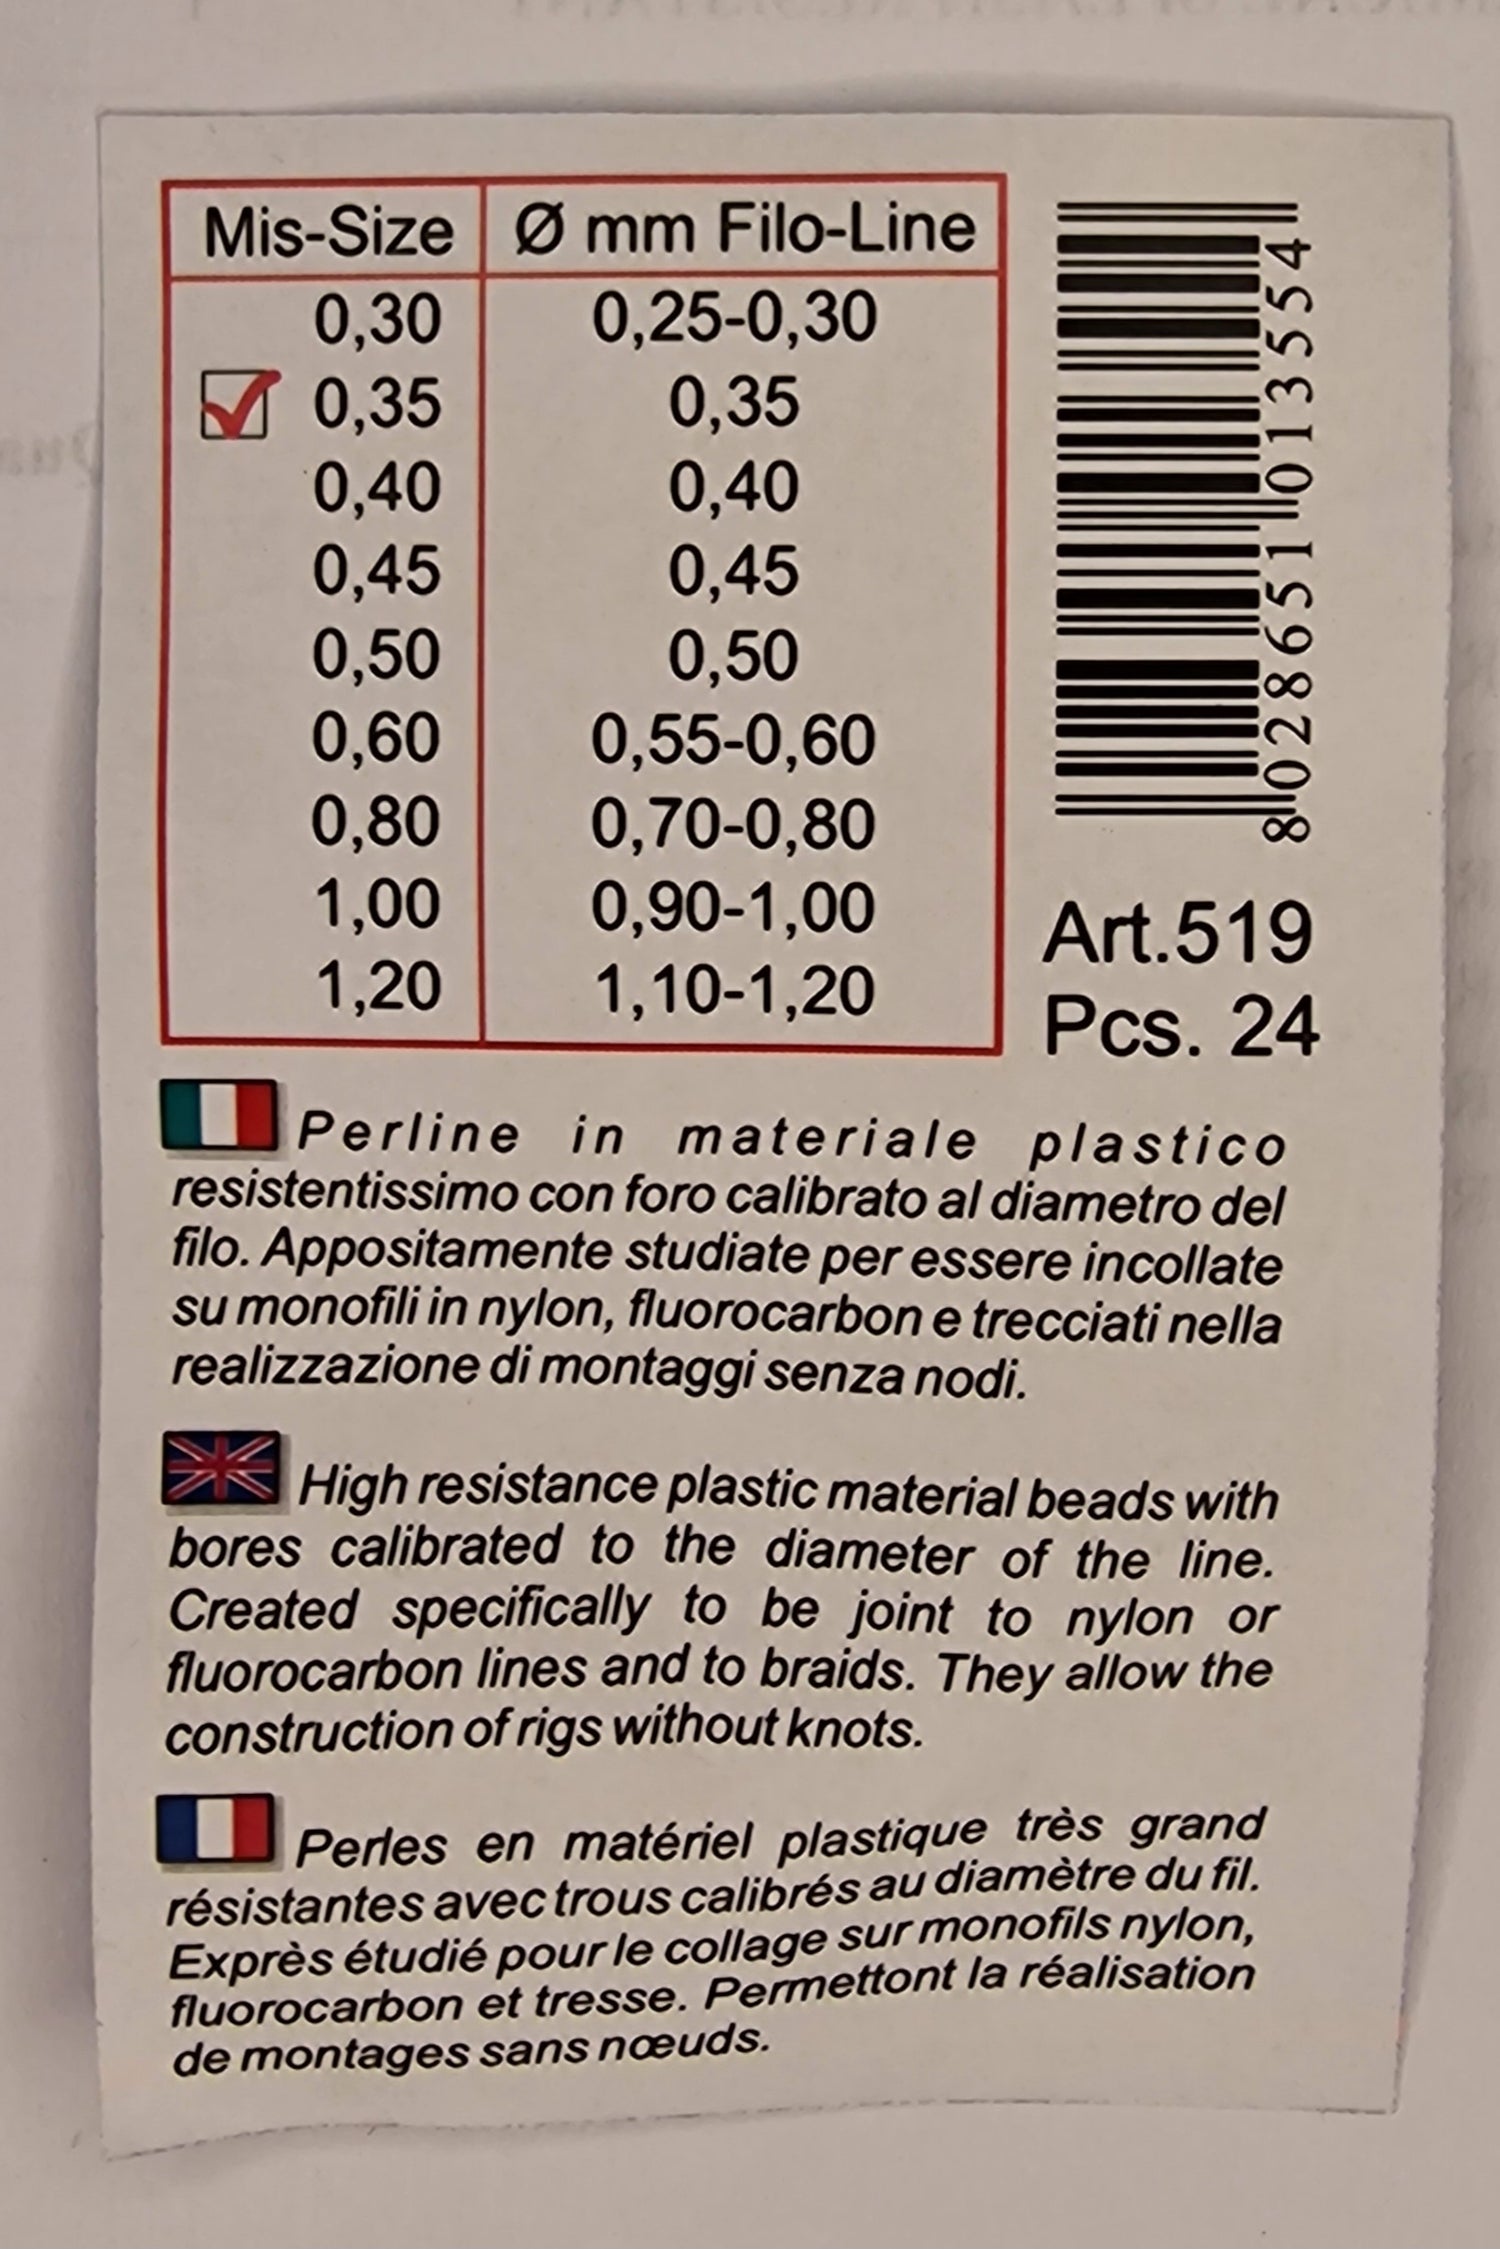 Mis-Size Ø mm Filo-Line
0,30 0,25-0,30
0,35 0,35
0,40 0,40
0,45 0,45
0,50 0,50
0,60 0,55-0,60
0,80 0,70-0,80
1,00 0,90-1,00
1,20 1,10-1,20
8 028651 013554
Art.519
Pcs. 24
Perline in materiale plastico
resistentissimo con foro calibrato al diametro del
filo. Appositamente studiate per essere incollate
su monofili in nylon, fluorocarbon e trecciati nella
realizzazione di montaggi senza nodi.
High resistance plastic material beads with
bores calibrated to the diameter of the line.
Created specifically to be joint to nylon or
fluorocarbon lines and to braids. They allow the
construction of rigs without knots.
Perles en matériel plastique très grand
résistantes avec trous calibrés au diamètre du fil.
Exprès étudié pour le collage sur monofils nylon,
fluorocarbon et tresse. Permettont la réalisation
de montages sans nœuds.